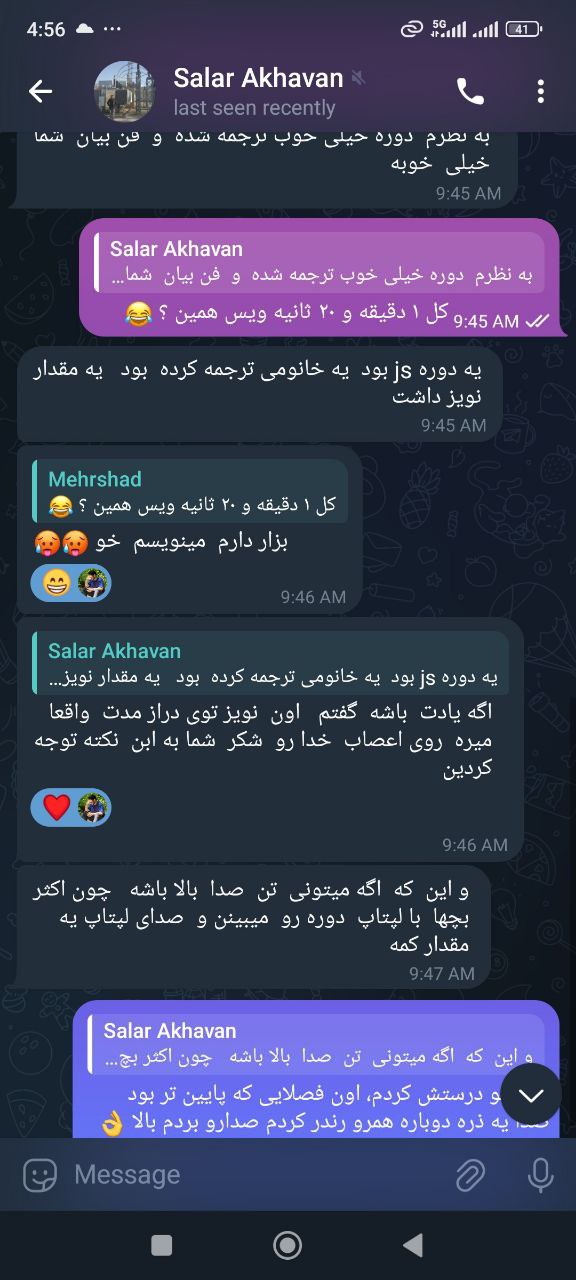 4:56
5G
41
Salar Akhavan
last seen recently
به نظرم دوره خیلی خوب ترجمه شده و فن بیان شما
خیلی خوبه
9:45 AM
Salar Akhavan
به نظرم دوره خیلی خوب ترجمه شده و فن بیان شما...
کل ۱ دقیقه و ۲۰ ثانیه ویس همین ؟ 😂
9:45 AM
یه دوره js بود یه خانومی ترجمه کرده بود یه مقدار
نویز داشت
9:45 AM
Mehrshad
کل ۱ دقیقه و ۲۰ ثانیه ویس همین ؟ 😂
بزار دارم مینویسم خو 🥵🥵
😁
9:46 AM
Salar Akhavan
یه دوره js بود یه خانومی ترجمه کرده بود یه مقدار نویز...
اگه یادت باشه گفتم اون نویز توی دراز مدت واقعا
میره روی اعصاب خدا رو شکر شما به ابن نکته توجه
کردین
❤️
9:46 AM
و این که اگه میتونی تن صدا بالا باشه چون اکثر
بچها با لپتاپ دوره رو میبینن و صدای لپتاپ یه
مقدار کمه
9:47 AM
Salar Akhavan
و این که اگه میتونی تن صدا بالا باشه چون اکثر بچ...
درستش کردم، اون فصلایی که پایین تر بود
یه ذره دوباره همرو رندر کردم صدارو بردم بالا 👌
Message